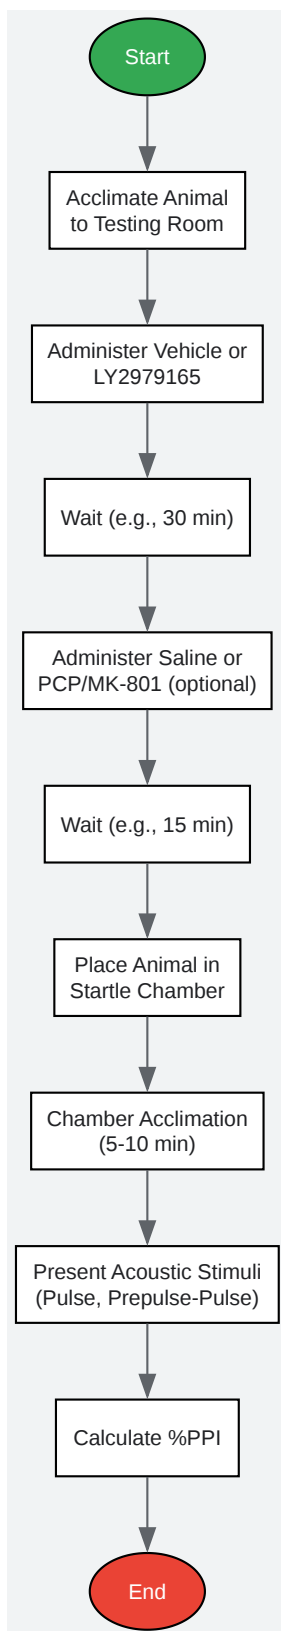 Start
Acclimate Animal
to Testing Room
Administer Vehicle or
LY2979165
Wait (e.g., 30 min)
Administer Saline or
PCP/MK-801 (optional)
Wait (e.g., 15 min)
Place Animal in
Startle Chamber
Chamber Acclimation
(5-10 min)
Present Acoustic Stimuli
(Pulse, Prepulse-Pulse)
Calculate %PPI
End